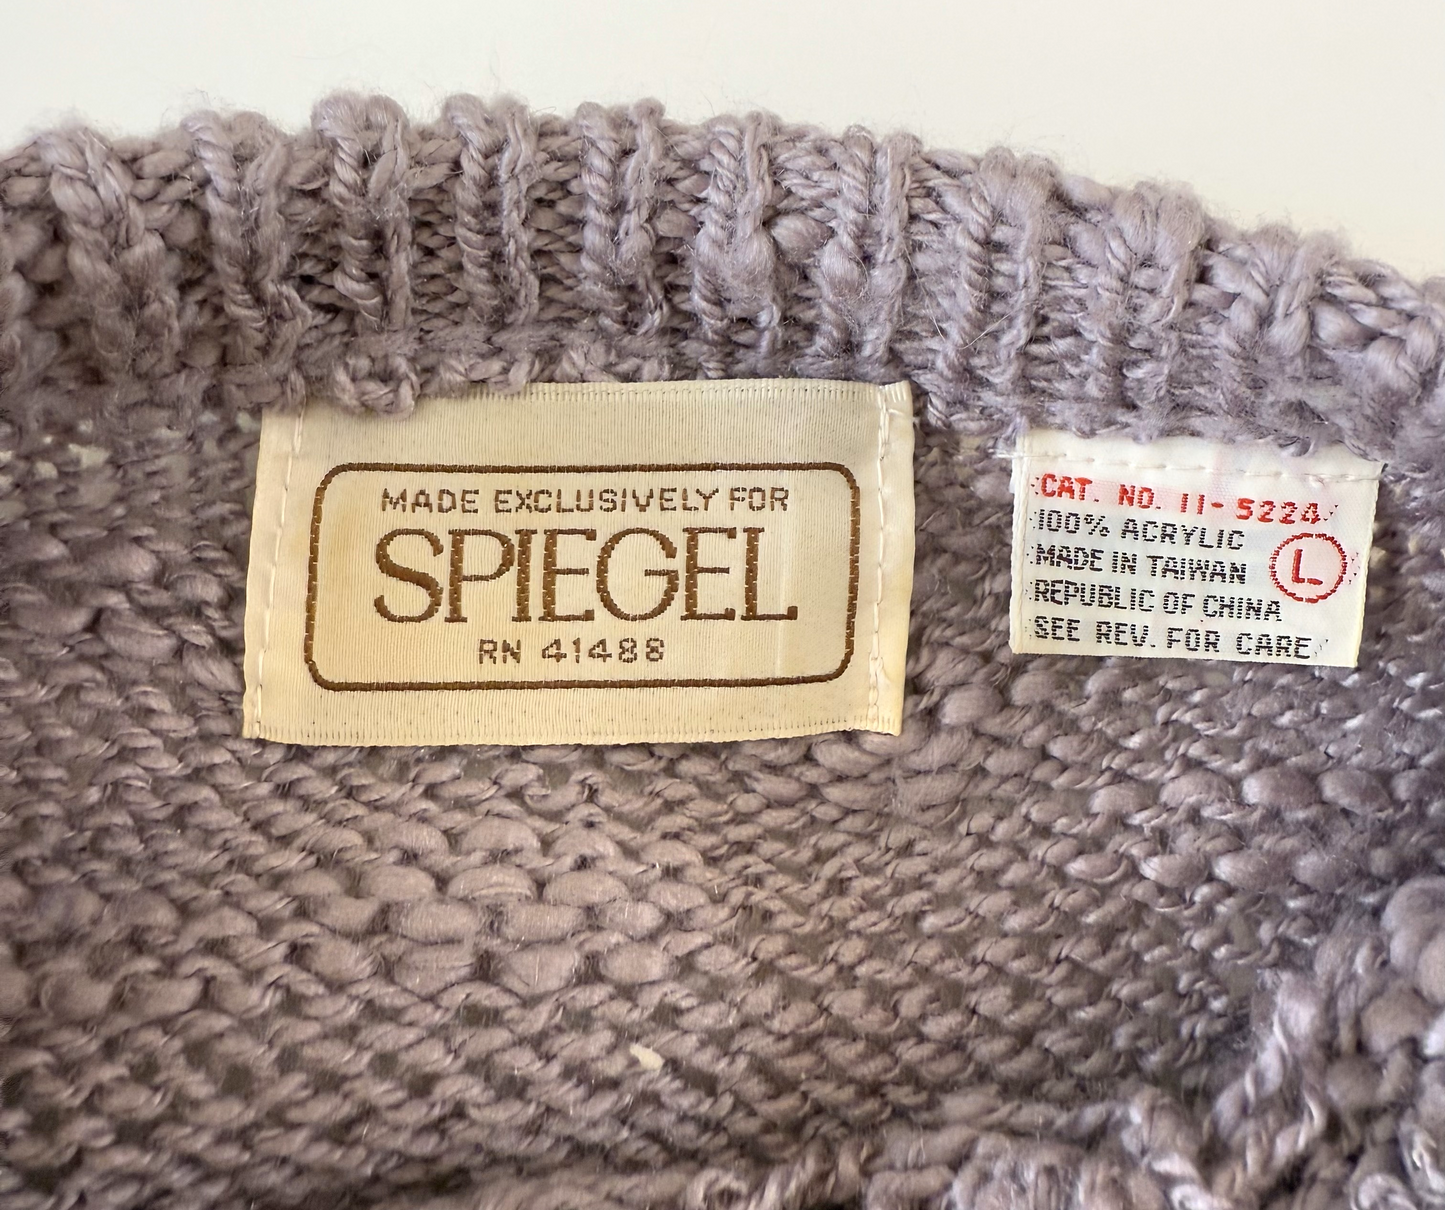 MADE EXCLUSIVELY FOR
SPIEGEL
RN 41488
CAT. NO. 11-5224
100% ACRYLIC
MADE IN TAIWAN
REPUBLIC OF CHINA
SEE REV. FOR CARE
L